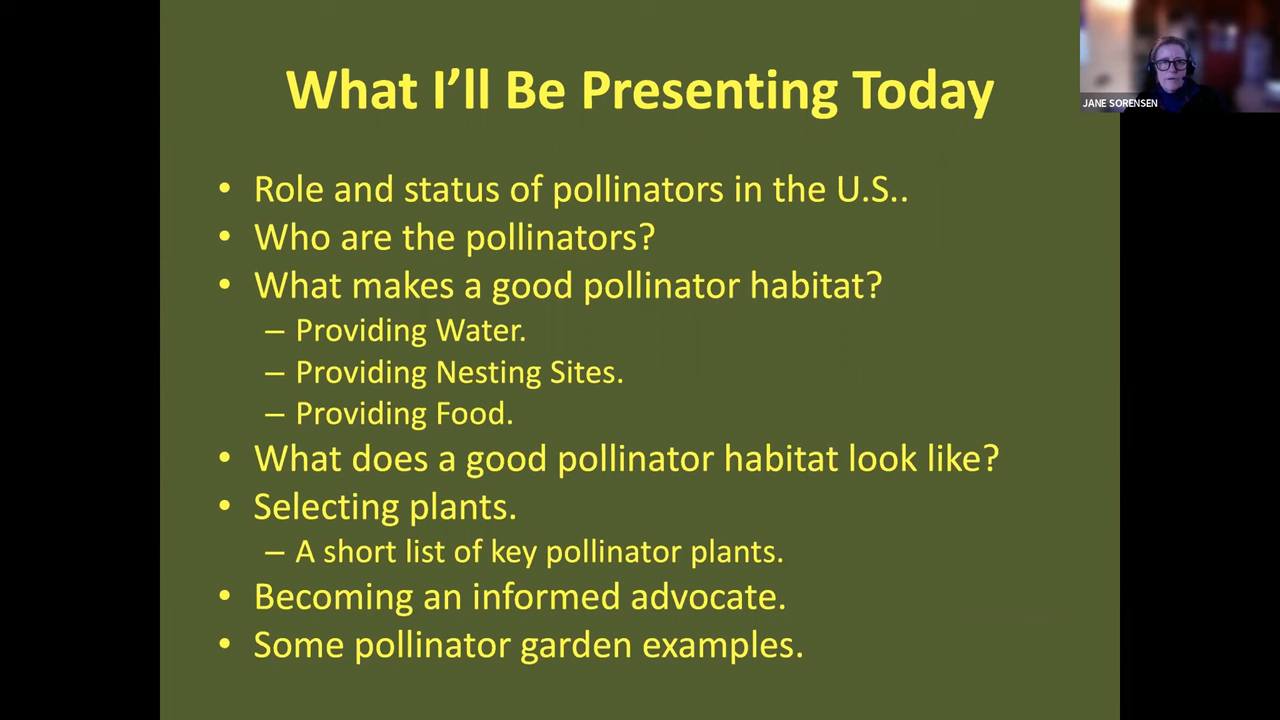 What I'll Be Presenting Today
JANE SORENSEN
• Role and status of pollinators in the U.S..
• Who are the pollinators?
• What makes a good pollinator habitat?
– Providing Water.
– Providing Nesting Sites.
– Providing Food.
• What does a good pollinator habitat look like?
• Selecting plants.
– A short list of key pollinator plants.
• Becoming an informed advocate.
• Some pollinator garden examples.